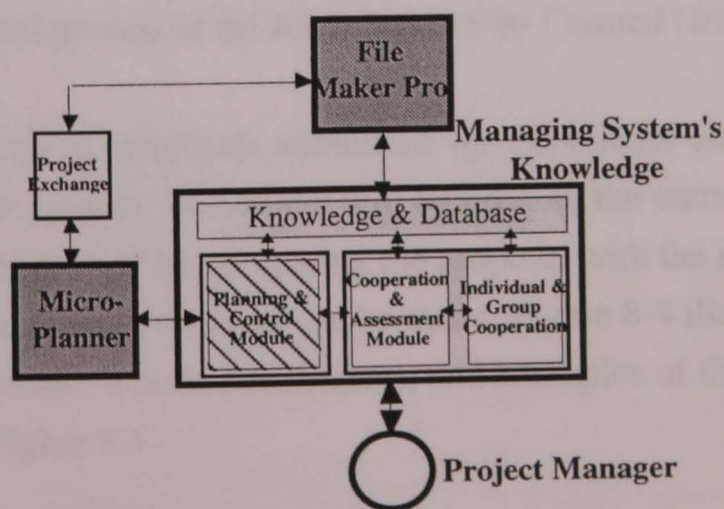 File
Maker Pro
Project
Exchange
Managing System's
Knowledge
Knowledge & Database
Micro-
Planner
Planning &
Control
Module
Cooperation
&
Assessment
Module
Individual &
Group
Cooperation
Project Manager